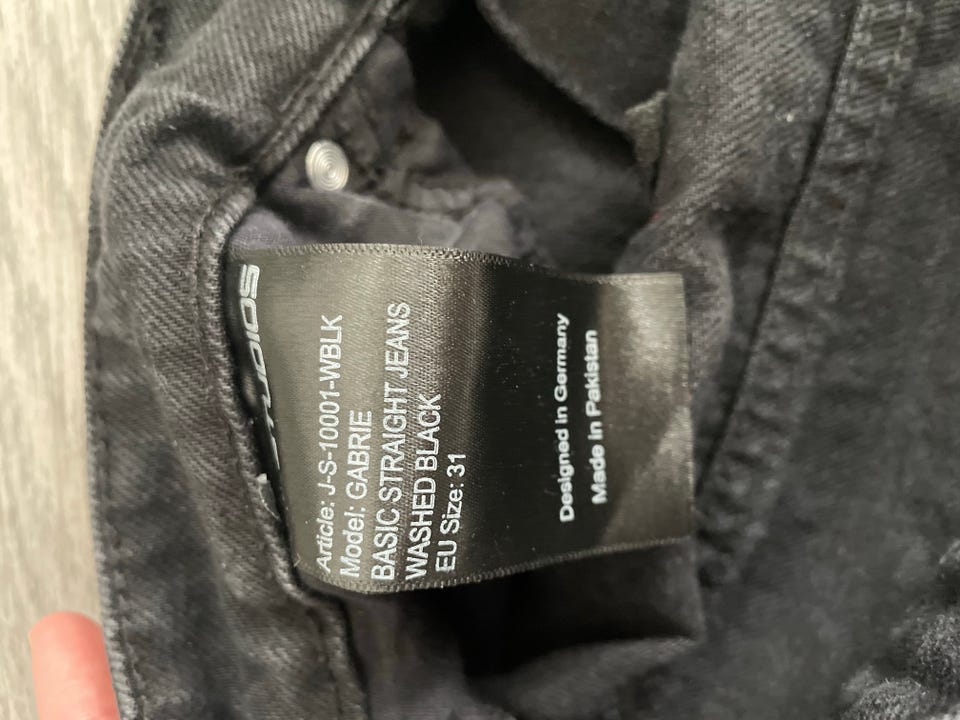 Article: J-S-10001-WBLK
Model: GABRIE
BASIC STRAIGHT JEANS
WASHED BLACK
EU Size: 31
Designed in Germany
Made in Pakistan